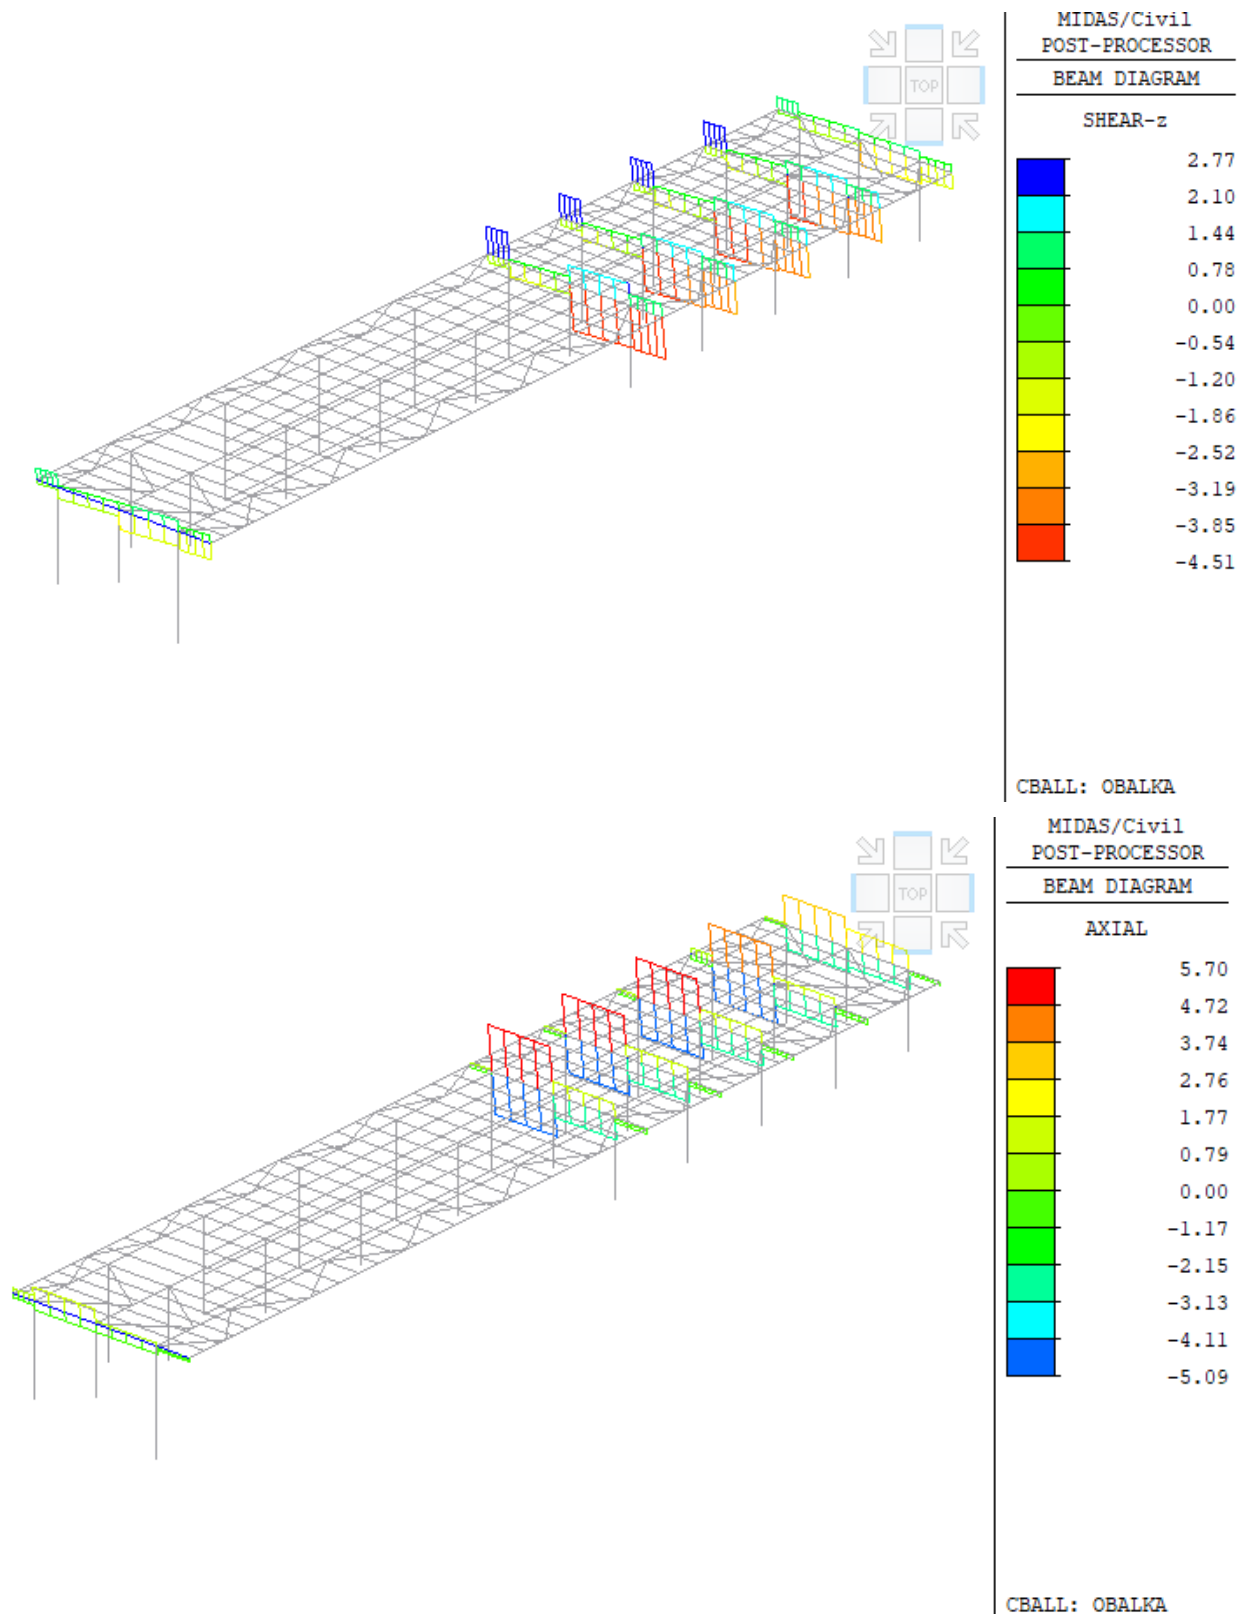 MIDAS/Civil
POST-PROCESSOR
BEAM DIAGRAM
SHEAR-z
2.77
2.10
1.44
0.78
0.00
-0.54
-1.20
-1.86
-2.52
-3.19
-3.85
-4.51
TOP
CBALL: OBALKA
MIDAS/Civil
POST-PROCESSOR
BEAM DIAGRAM
AXIAL
5.70
4.72
3.74
2.76
1.77
0.79
0.00
-1.17
-2.15
-3.13
-4.11
-5.09
TOP
CBALL: OBALKA